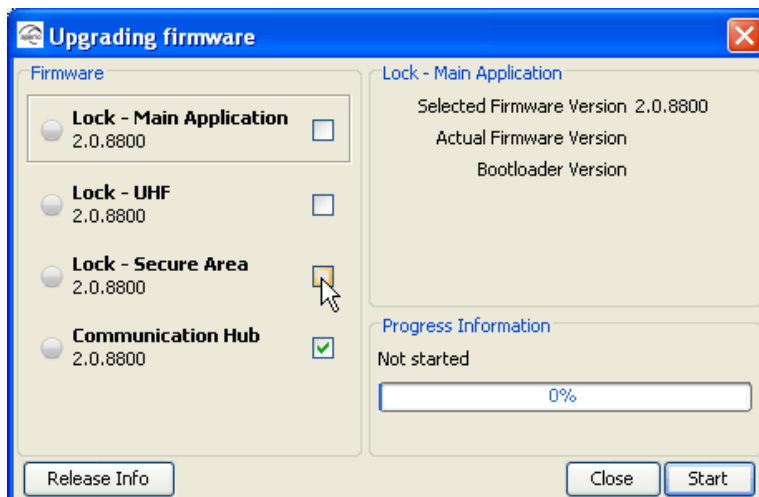 Upgrading firmware
Firmware
Lock - Main Application
2.0.8800
Lock - UHF
2.0.8800
Lock - Secure Area
2.0.8800
Communication Hub
2.0.8800
Release Info
Lock - Main Application
Selected Firmware Version 2.0.8800
Actual Firmware Version
Bootloader Version
Progress Information
Not started
0%
Close
Start